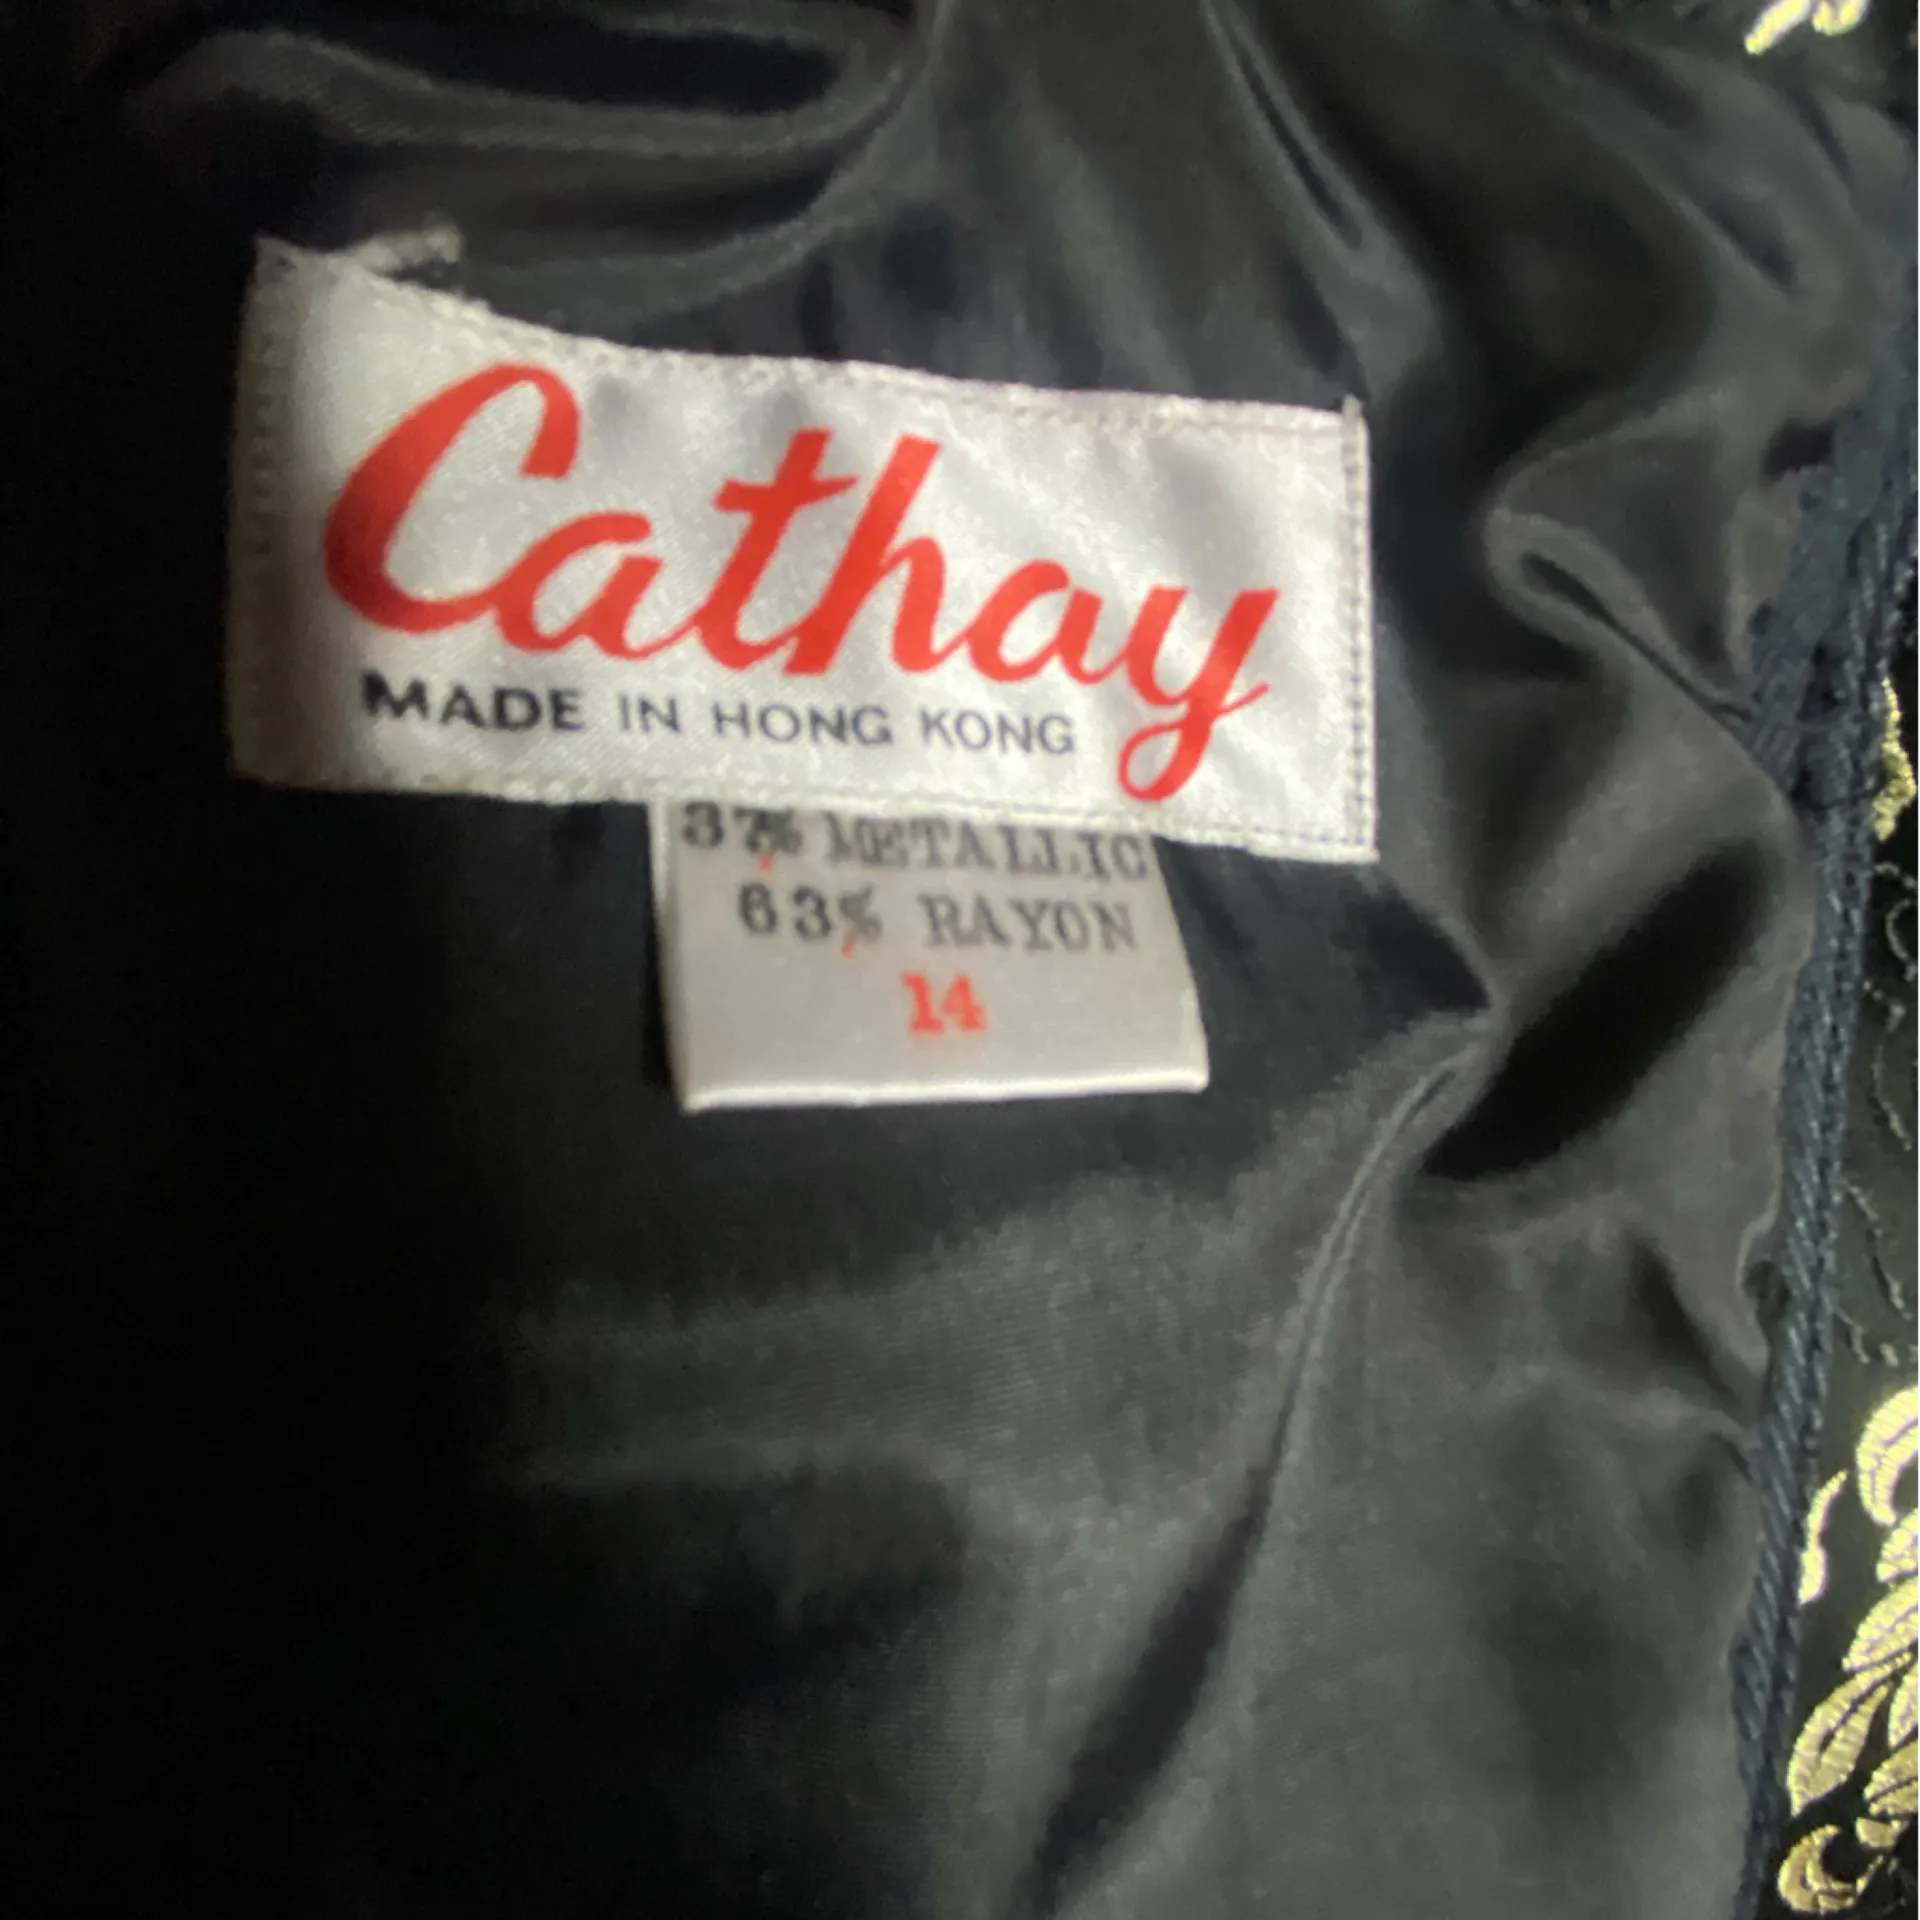 Cathay
MADE IN HONG KONG
37% METALLIC
63% RAYON
14